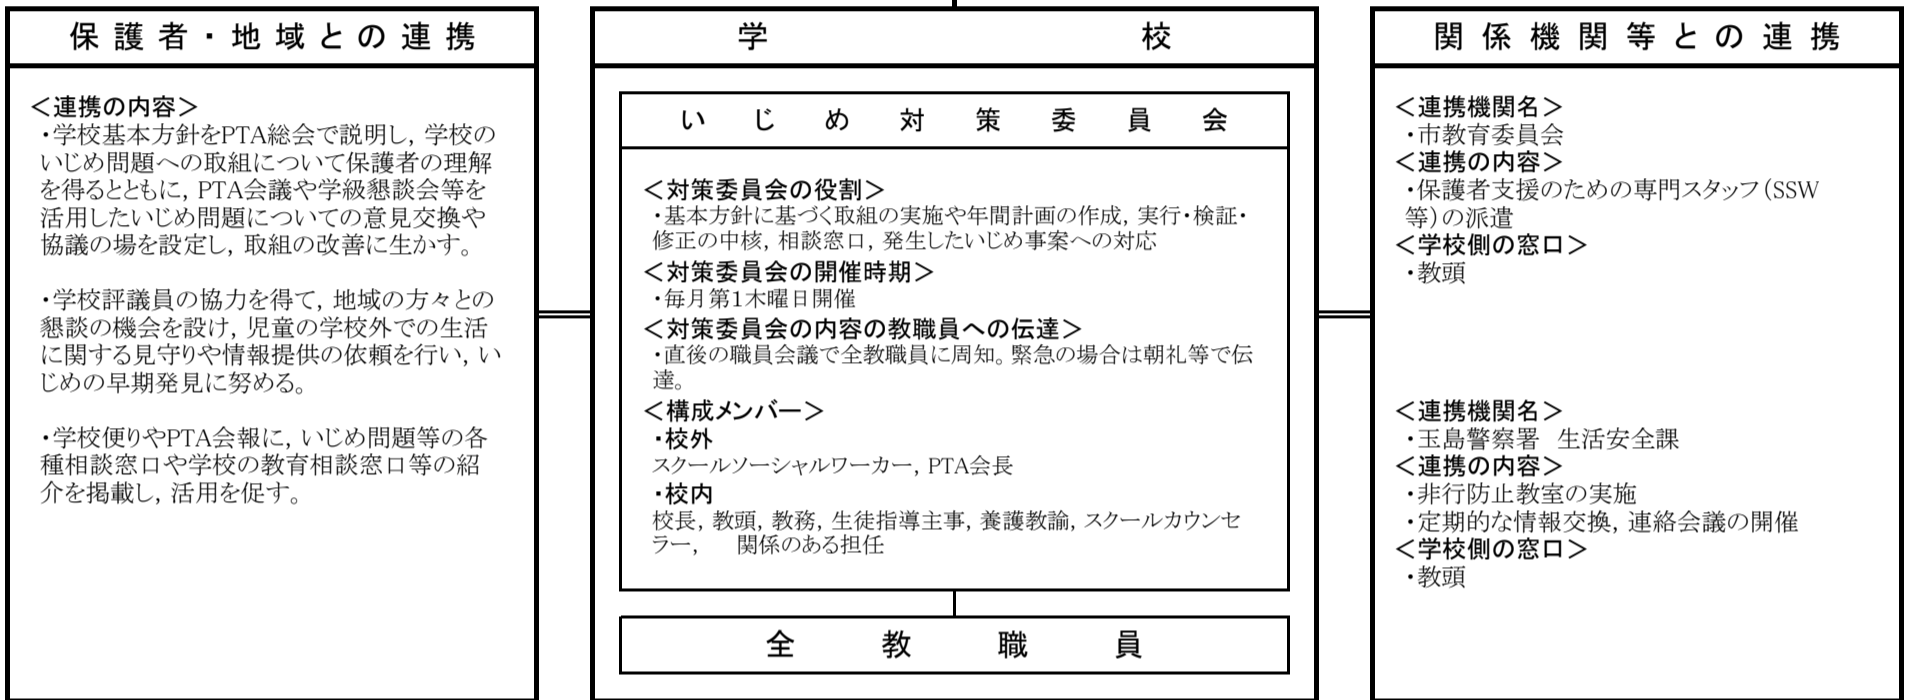 保護者・地域との連携
＜連携の内容＞
・学校基本方針をPTA総会で説明し，学校の
いじめ問題への取組について保護者の理解
を得るとともに，PTA会議や学級懇談会等を
活用したいじめ問題についての意見交換や
協議の場を設定し，取組の改善に生かす。
・学校評議員の協力を得て，地域の方々との
懇談の機会を設け，児童の学校外での生活
に関する見守りや情報提供の依頼を行い，い
じめの早期発見に努める。
・学校便りやPTA会報に，いじめ問題等の各
種相談窓口や学校の教育相談窓口等の紹
介を掲載し，活用を促す。
学校
いじめ対策委員会
＜対策委員会の役割＞
・基本方針に基づく取組の実施や年間計画の作成，実行・検証・
修正の中核，相談窓口，発生したいじめ事案への対応
＜対策委員会の開催時期＞
・毎月第1木曜日開催
＜対策委員会の内容の教職員への伝達＞
・直後の職員会議で全教職員に周知。緊急の場合は朝礼等で伝
達。
＜構成メンバー＞
・校外
スクールソーシャルワーカー，PTA会長
・校内
校長，教頭，教務，生徒指導主事，養護教諭，スクールカウンセ
ラー，　関係のある担任
全教職員
関係機関等との連携
＜連携機関名＞
・市教育委員会
＜連携の内容＞
・保護者支援のための専門スタッフ（SSW
等）の派遣
＜学校側の窓口＞
・教頭
＜連携機関名＞
・玉島警察署　生活安全課
＜連携の内容＞
・非行防止教室の実施
・定期的な情報交換，連絡会議の開催
＜学校側の窓口＞
・教頭